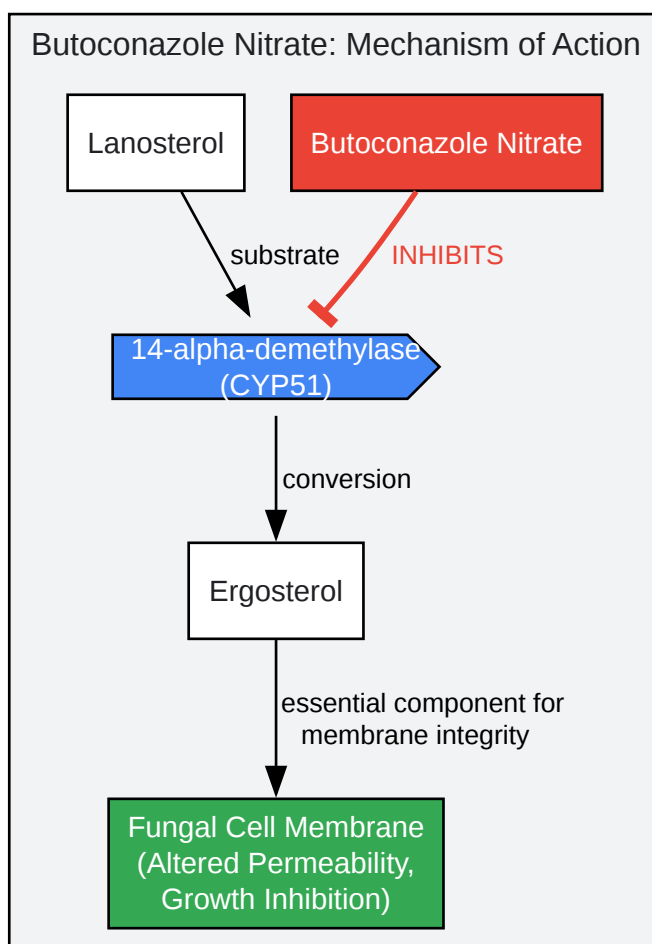 Butoconazole Nitrate: Mechanism of Action
Lanosterol
Butoconazole Nitrate
substrate
INHIBITS
14-alpha-demethylase
(CYP51)
conversion
Ergosterol
essential component for
membrane integrity
Fungal Cell Membrane
(Altered Permeability,
Growth Inhibition)